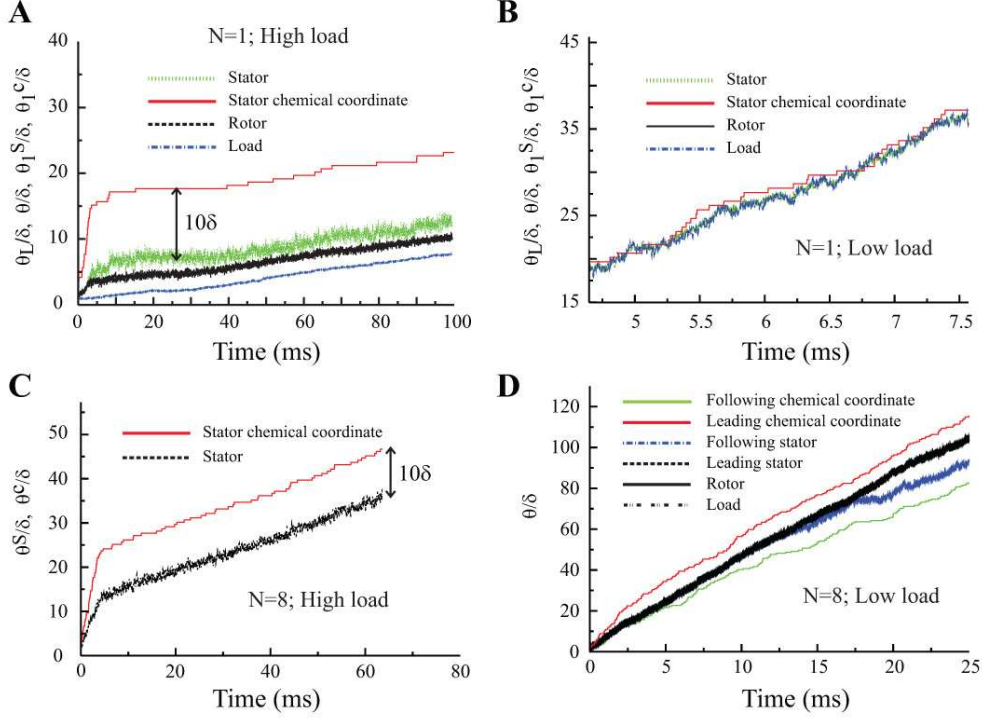 A
N=1; High load
40
30
20
10
0
θL/δ, θ/δ, θ1S/δ, θ1c/δ
Stator
Stator chemical coordinate
Rotor
Load
10δ
0 20 40 60 80 100
Time (ms)
B
35
25
15
θL/δ, θ/δ, θ1S/δ, θ1c/δ
Stator
Stator chemical coordinate
Rotor
Load
N=1; Low load
5 5.5 6 6.5 7 7.5
Time (ms)
C
50
40
30
20
10
0
θS/δ, θc/δ
Stator chemical coordinate
Stator
10δ
N=8; High load
0 20 40 60 80
Time (ms)
D
120
100
80
60
40
20
0
θ/δ
Following chemical coordinate
Leading chemical coordinate
Following stator
Leading stator
Rotor
Load
N=8; Low load
0 5 10 15 20 25
Time (ms)